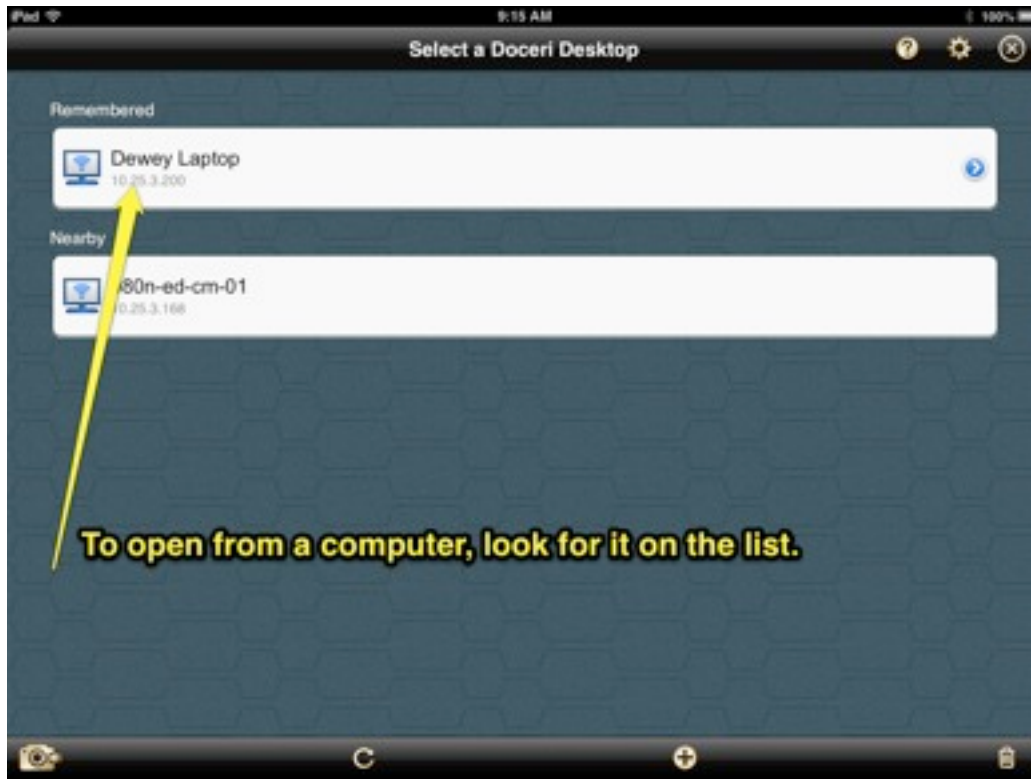 iPad 9:15 AM 100%
Select a Doceri Desktop
Remembered
Dewey Laptop
10.25.3.200
Nearby
80n-ed-cm-01
10.25.3.168
To open from a computer, look for it on the list.